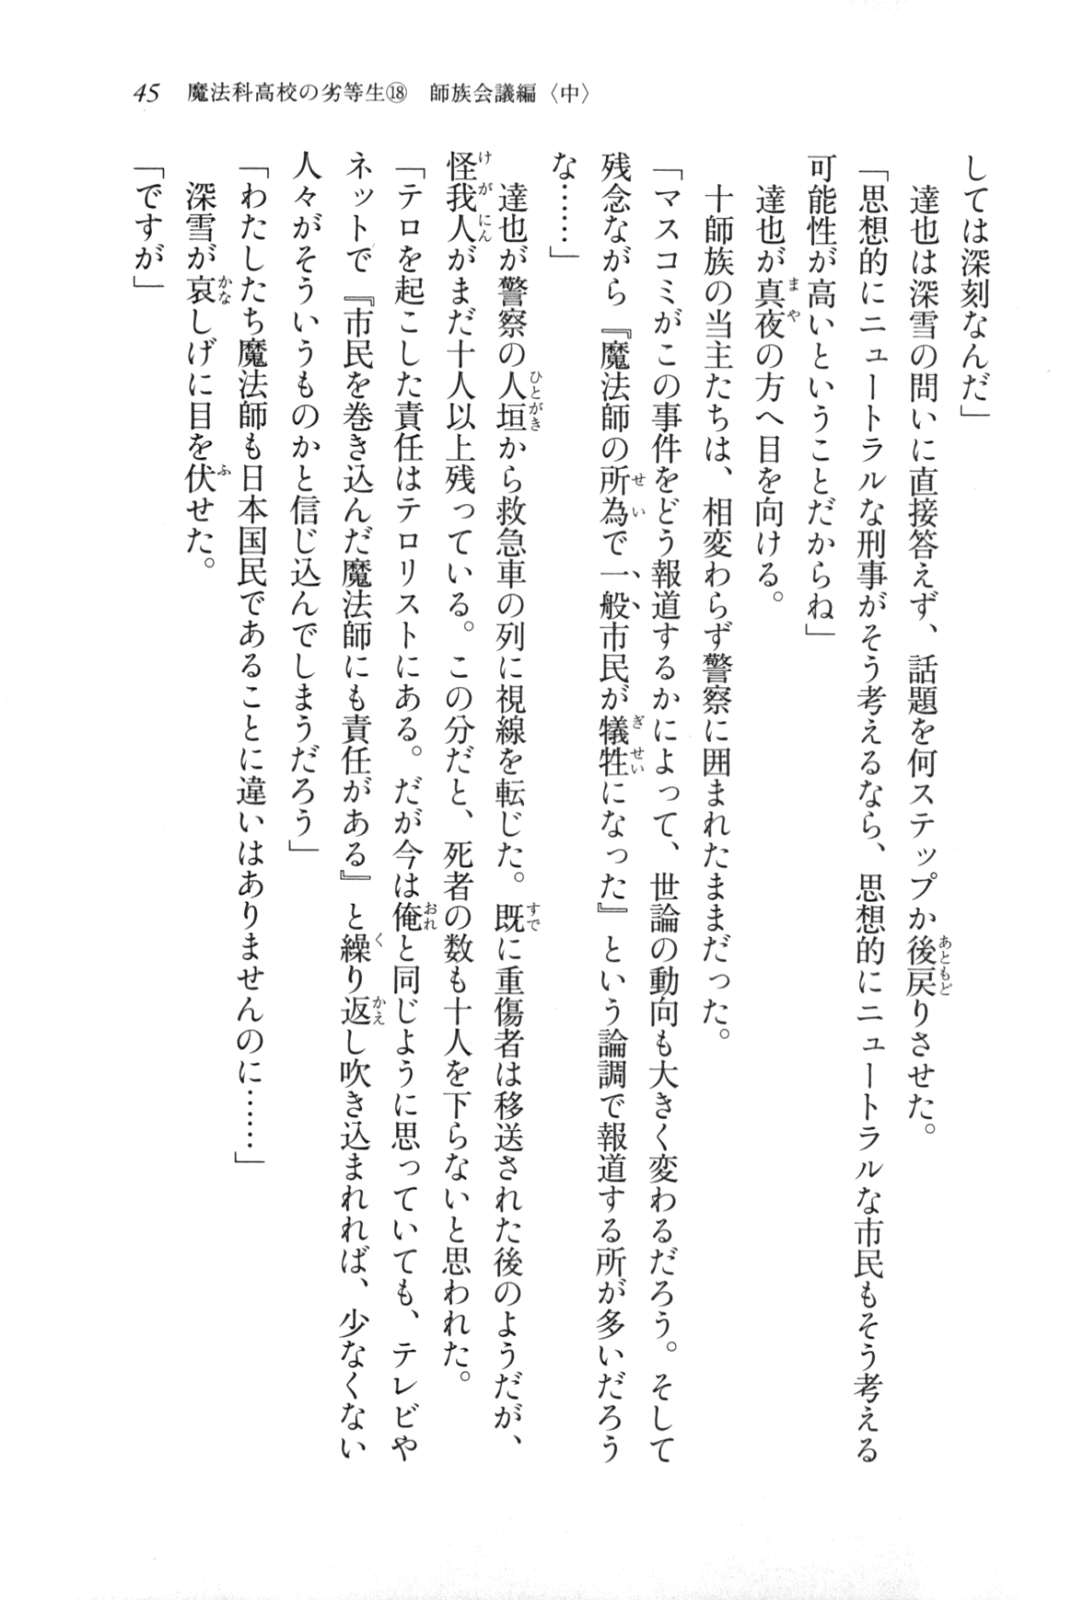 45 魔法科高校の劣等生⑱ 師族会議編〈中〉
しては深刻なんだ」
達也は深雪の問いに直接答えず、話題を何ステップか後戻りさせた。
「思想的にニュートラルな刑事がそう考えるなら、思想的にニュートラルな市民もそう考える
可能性が高いということだからね」
達也が真夜の方へ目を向ける。
十師族の当主たちは、相変わらず警察に囲まれたままだった。
「マスコミがこの事件をどう報道するかによって、世論の動向も大きく変わるだろう。そして
残念ながら『魔法師の所為で一般市民が犠牲になった』という論調で報道する所が多いだろう
な……」
達也が警察の人垣から救急車の列に視線を転じた。既に重傷者は移送された後のようだが、
怪我人がまだ十人以上残っている。この分だと、死者の数も十人を下らないと思われた。
「テロを起こした責任はテロリストにある。だが今は俺と同じように思っていても、テレビや
ネットで『市民を巻き込んだ魔法師にも責任がある』と繰り返し吹き込まれれば、少なくない
人々がそういうものかと信じ込んでしまうだろう」
「わたしたち魔法師も日本国民であることに違いはありませんのに……」
深雪が哀しげに目を伏せた。
「ですが」